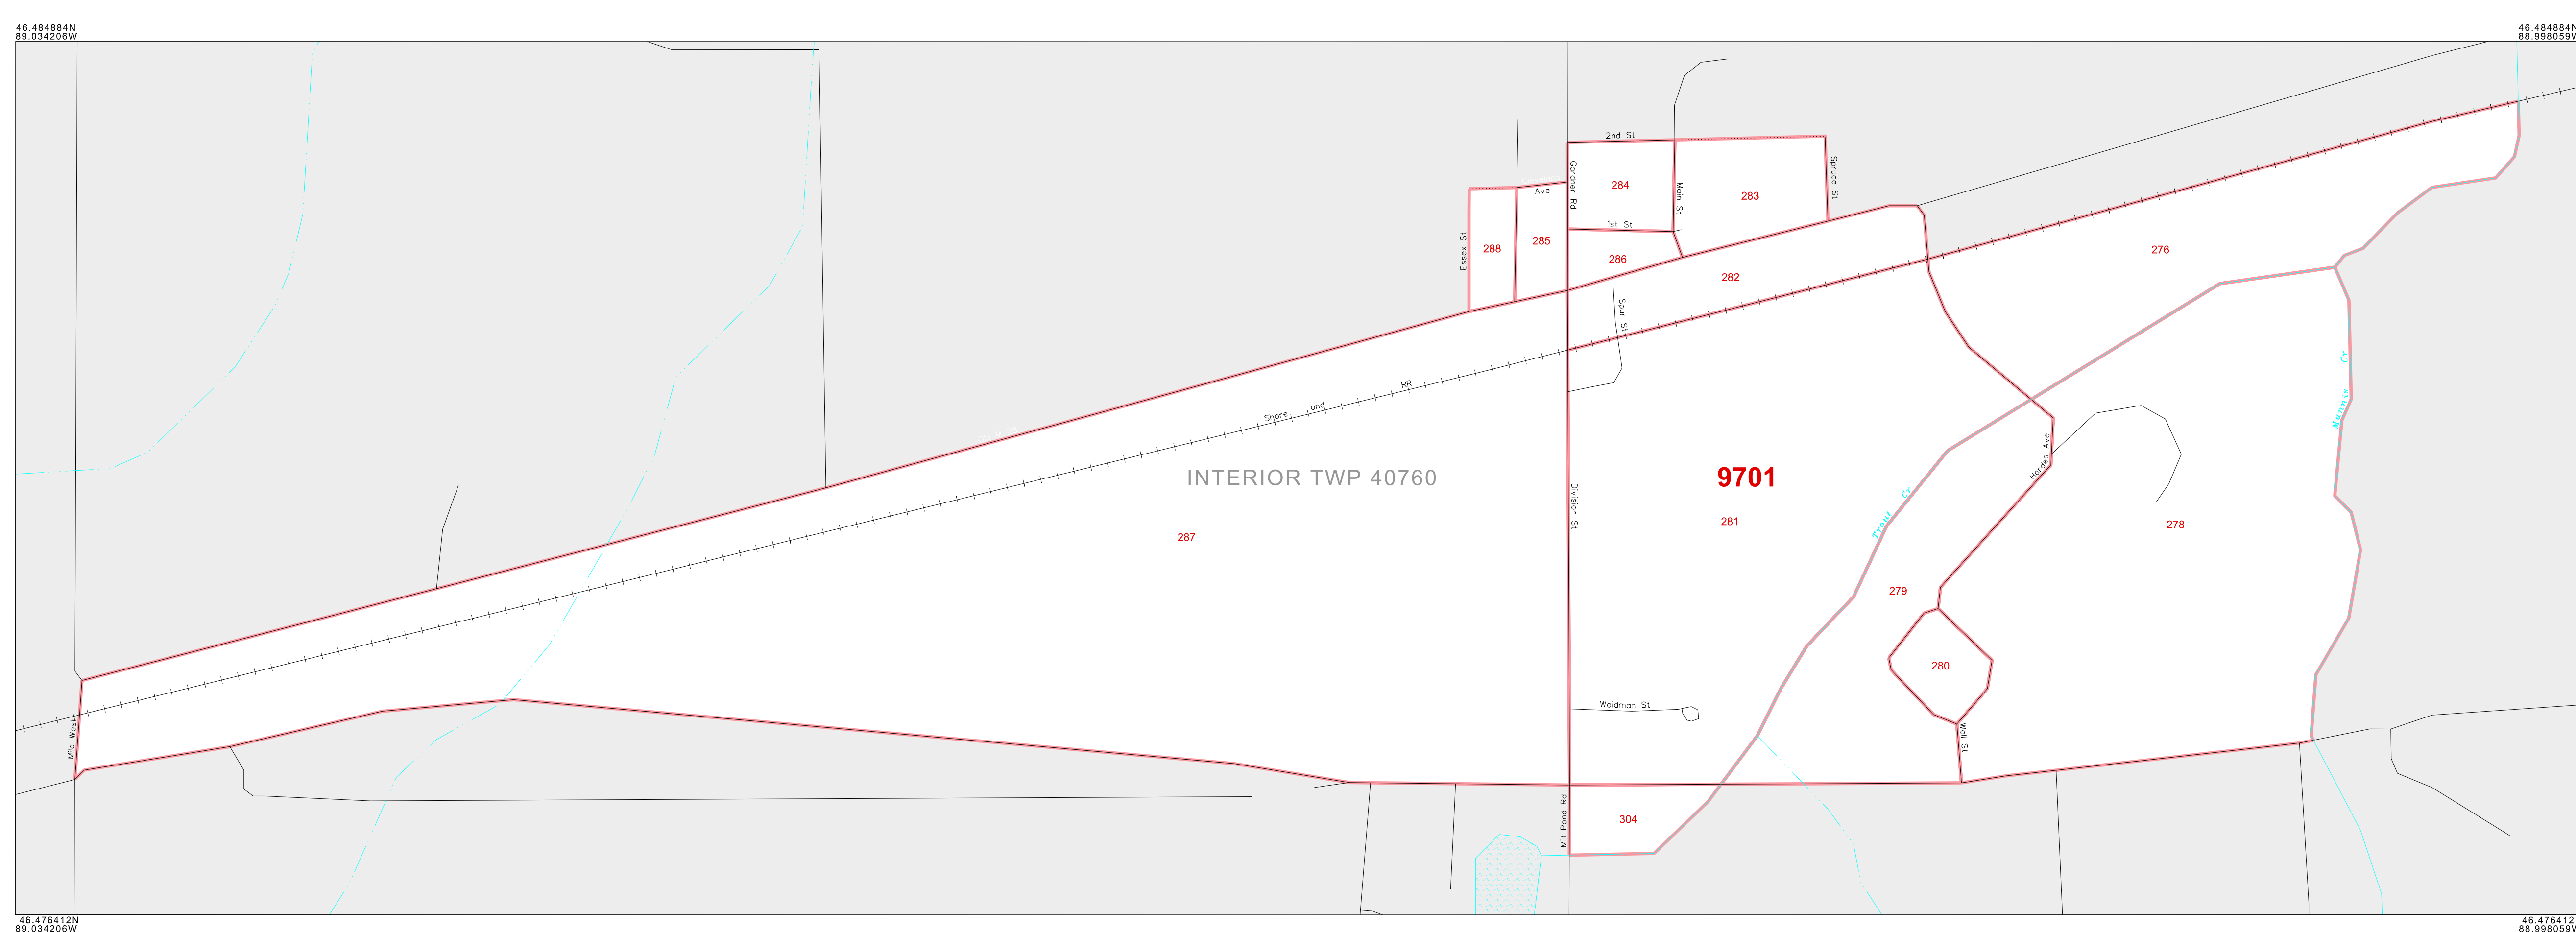 46.484884N
89.034206W
46.484884N
88.998059W
2nd St
Gardner Rd
Main St
Spruce St
Ave
1st St
Essex St
284
283
288
285
286
282
276
Spur St
Shore and RR
Mannis Cr
INTERIOR TWP 40760
9701
Division St
Hardes Ave
Trout Cr
287
281
278
279
280
Weidman St
Mile West
Wall St
Mill Pond Rd
304
46.476412N
89.034206W
46.476412N
88.998059W